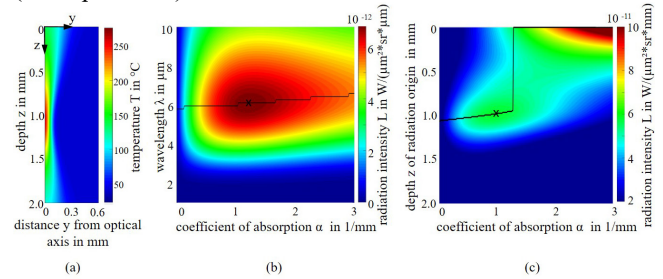 y
z
0
0.5
1.0
1.5
2.0
0 0.3 0.6
depth z in mm
distance y from optical
axis in mm
250
200
150
100
50
temperature T in °C
(a)
10
8
6
4
2
0 1 2 3
wavelength λ in µm
coefficient of absorption α in 1/mm
×
10 -12
8
6
4
2
0
radiation intensity L in W/(µm²*sr*µm)
(b)
0
0.5
1.0
1.5
2.0
0 1 2 3
depth z of radiation origin in mm
coefficient of absorption α in 1/mm
×
10 -11
10
8
6
4
2
radiation intensity L in W/(µm²*sr*mm)
(c)